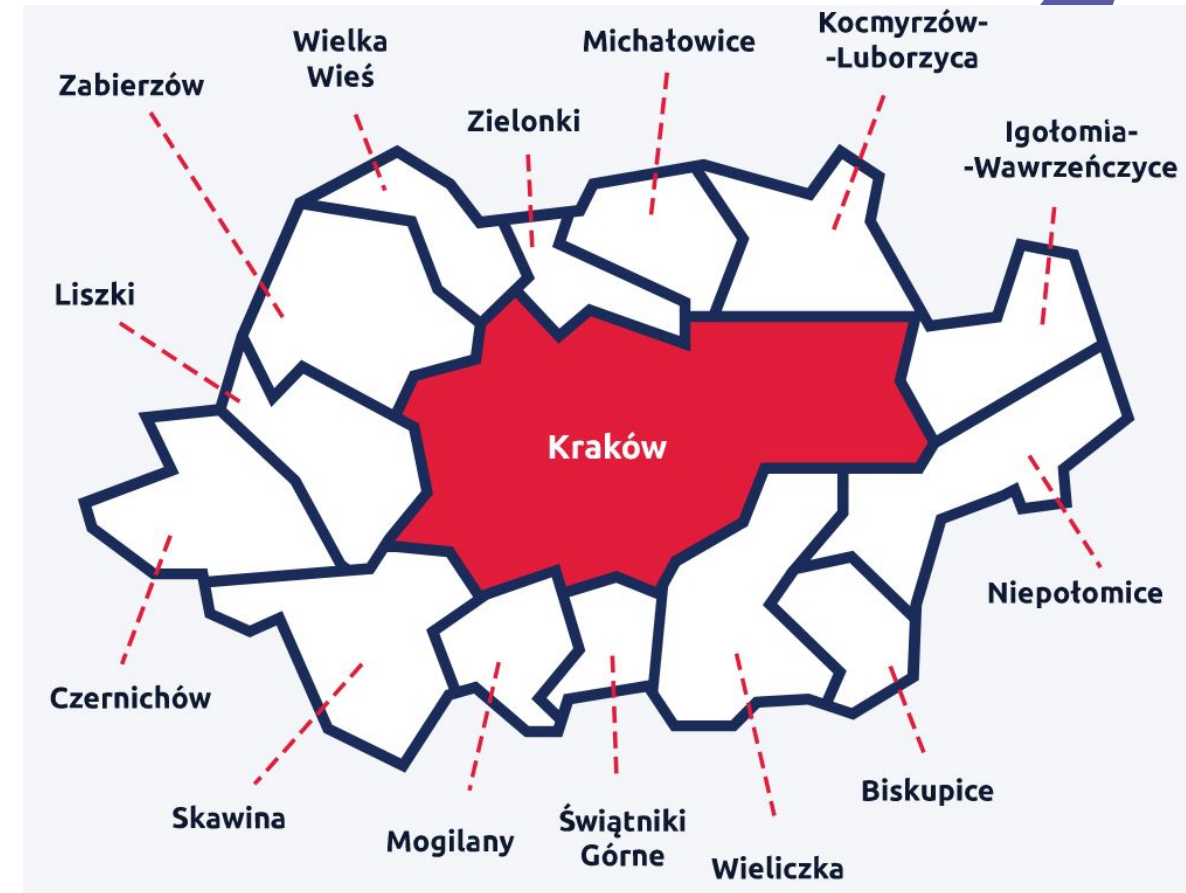 Wielka
Wieś
Michałowice
Kocmyrzów-
-Luborzyca
Zabierzów
Zielonki
Igołomia-
-Wawrzeńczyce
Liszki
Kraków
Niepołomice
Czernichów
Skawina
Mogilany
Świątniki
Górne
Wieliczka
Biskupice